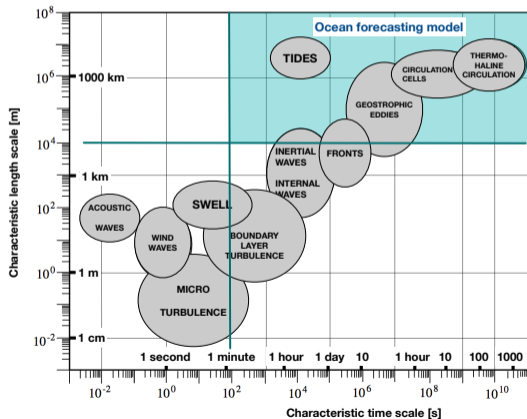 Ocean forecasting model
10^8
10^6
10^4
10^2
10^0
10^-2
Characteristic length scale [m]
1000 km
1 km
1 m
1 cm
TIDES
CIRCULATION
CELLS
THERMO-
HALINE
CIRCULATION
GEOSTROPHIC
EDDIES
INERTIAL
WAVES
INTERNAL
WAVES
FRONTS
ACOUSTIC
WAVES
WIND
WAVES
SWELL
BOUNDARY
LAYER
TURBULENCE
MICRO
TURBULENCE
1 second 1 minute 1 hour 1 day 10 1 hour 10 100 1000
10^-2 10^0 10^2 10^4 10^6 10^8 10^10
Characteristic time scale [s]